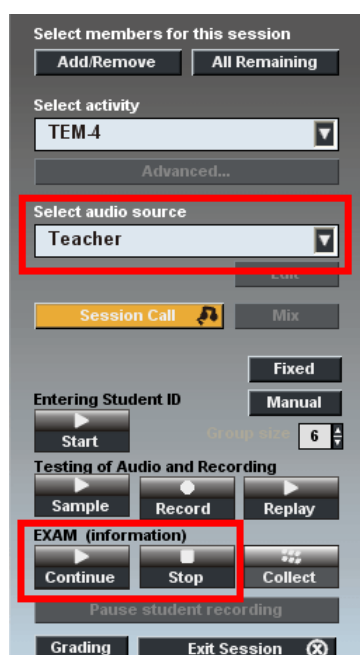 Select members for this session
Add/Remove All Remaining
Select activity
TEM-4
Advanced...
Select audio source
Teacher
Edit
Session Call Mix
Fixed
Entering Student ID Manual
Start Group size 6
Testing of Audio and Recording
Sample Record Replay
EXAM (information)
Continue Stop Collect
Pause student recording
Grading Exit Session